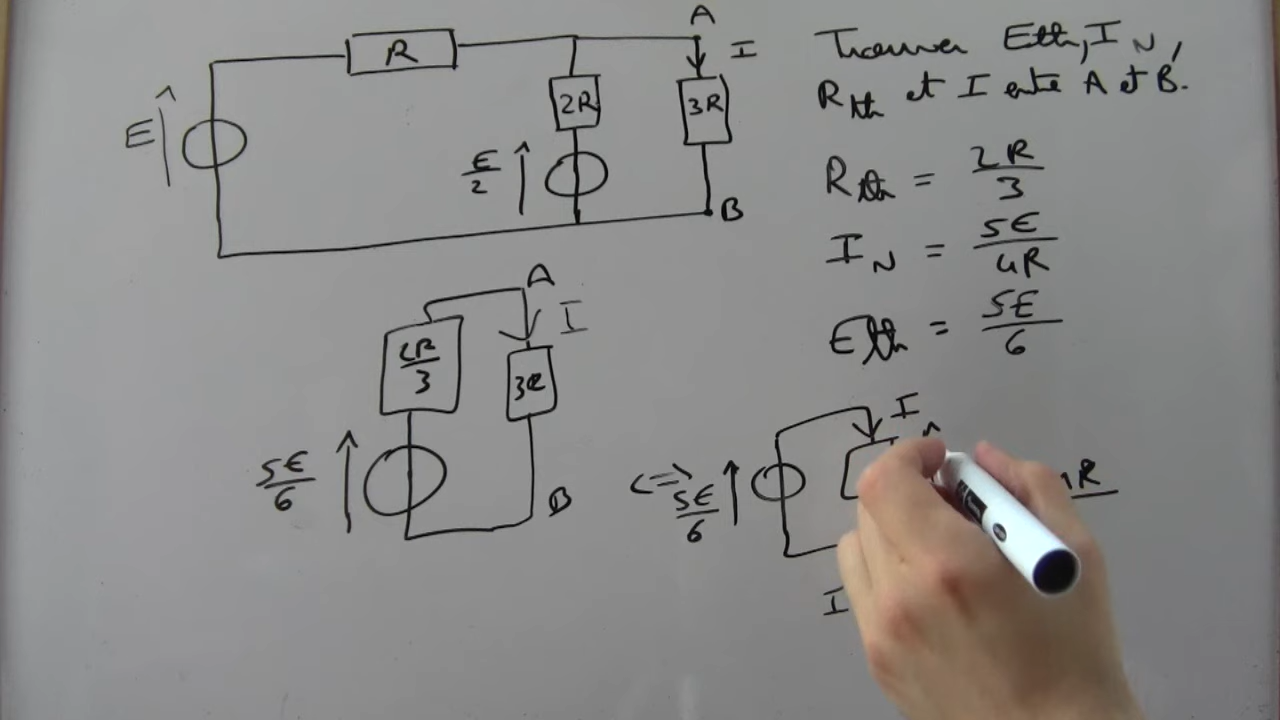 A
R
I
2R
3R
E
E/2
B
Trouver Eth, IN,
Rth et I entre A et B.
Rth = 2R/3
IN = 5E/4R
Eth = 5E/6
A
I
2R/3
3R
5E/6
B
I
<=>
5E/6
I